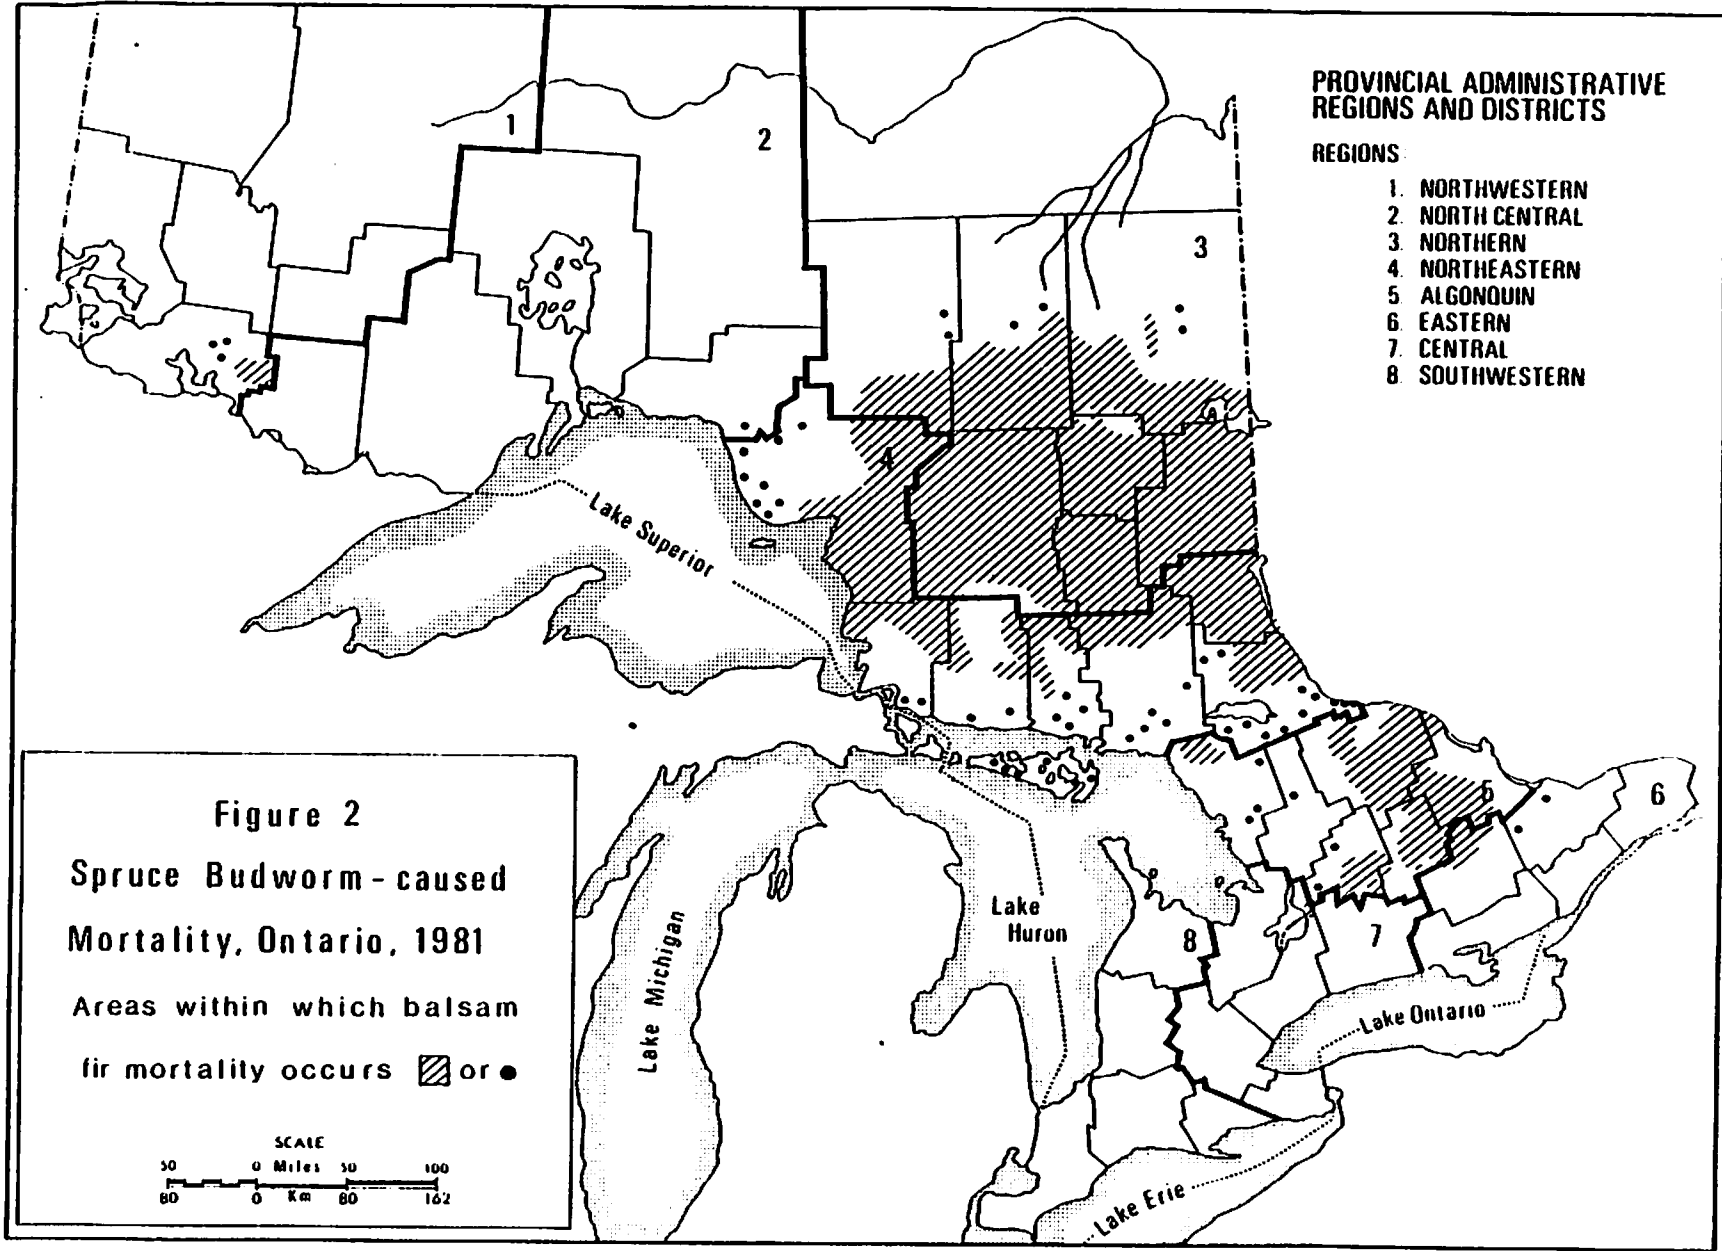 PROVINCIAL ADMINISTRATIVE
REGIONS AND DISTRICTS
REGIONS
1. NORTHWESTERN
2. NORTH CENTRAL
3. NORTHERN
4. NORTHEASTERN
5. ALGONQUIN
6. EASTERN
7. CENTRAL
8. SOUTHWESTERN
1
2
3
4
5
6
7
8
Lake Superior
Lake Michigan
Lake
Huron
Lake Ontario
Lake Erie
Figure 2
Spruce Budworm - caused
Mortality, Ontario, 1981
Areas within which balsam
fir mortality occurs or
SCALE
50 0 Miles 50 100
80 0 Km 80 162